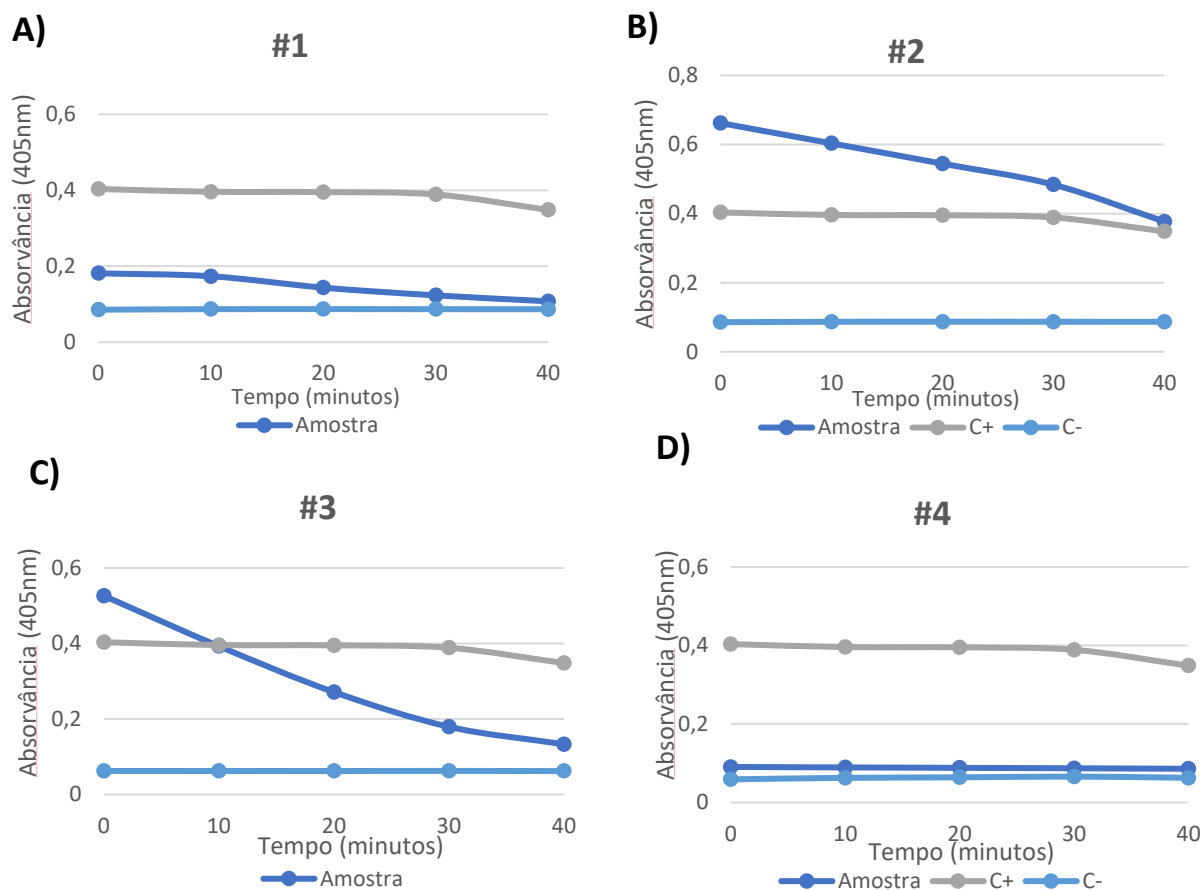 A)
#1
Absorvância (405nm)
0,6
0,4
0,2
0
0 10 20 30 40
Tempo (minutos)
Amostra
B)
#2
Absorvância (405nm)
0,8
0,6
0,4
0,2
0
0 10 20 30 40
Tempo (minutos)
Amostra C+ C-
C)
#3
Absorvância (405nm)
0,6
0,4
0,2
0
0 10 20 30 40
Tempo (minutos)
Amostra
D)
#4
Absorvância (405nm)
0,6
0,4
0,2
0
0 10 20 30 40
Tempo (minutos)
Amostra C+ C-